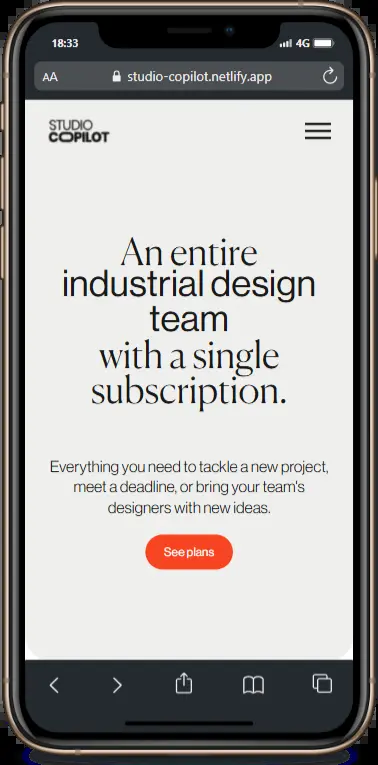 18:33
4G
AA
studio-copilot.netlify.app
STUDIO
COPILOT
An entire
industrial design
team
with a single
subscription.
Everything you need to tackle a new project,
meet a deadline, or bring your team's
designers with new ideas.
See plans